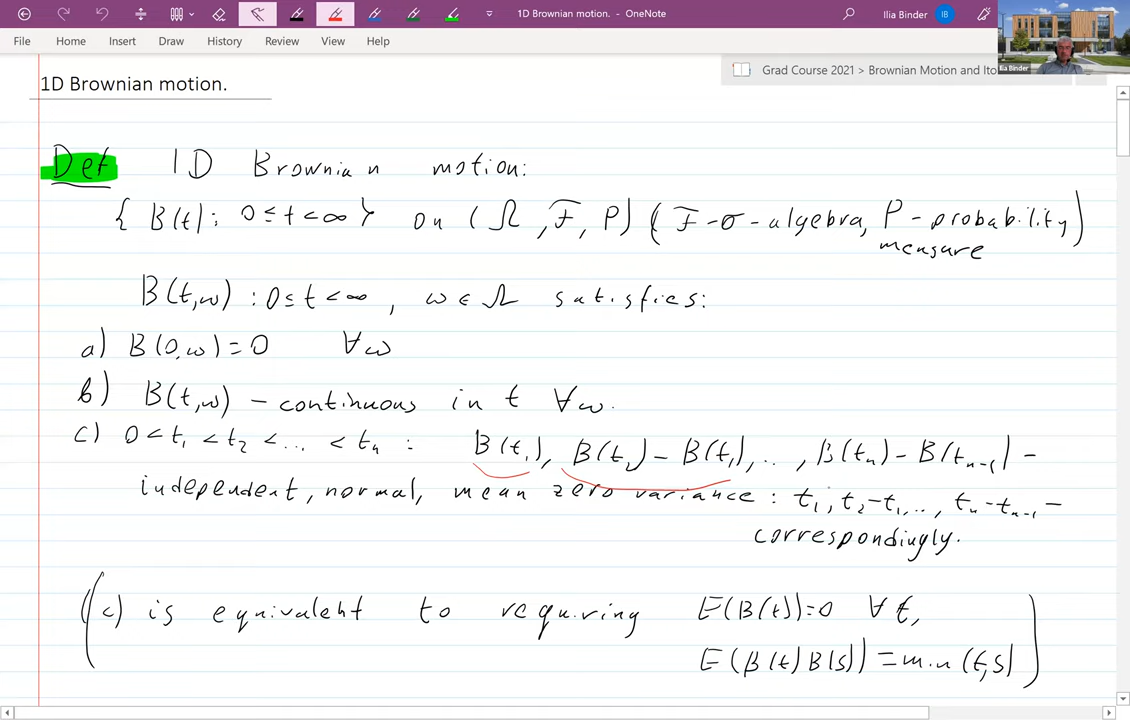 1D Brownian motion. - OneNote
Ilia Binder
IB
File Home Insert Draw History Review View Help
Ilia Binder
Grad Course 2021 > Brownian Motion and Ito
1D Brownian motion.
Def 1D Brownian motion:
{ B(t): 0 ≤ t < ∞ } on (Ω, F, P) (F - σ - algebra, P - probability
measure)
B(t,ω) : 0 ≤ t < ∞, ω ∈ Ω satisfies:
a) B(0,ω) = 0 ∀ω
b) B(t,ω) - continuous in t ∀ω.
c) 0 < t₁ < t₂ < ... < tₙ : B(t₁), B(t₂) - B(t₁), .., B(tₙ) - B(tₙ₋₁) -
independent, normal, mean zero variance : t₁, t₂-t₁, .., tₙ-tₙ₋₁ -
correspondingly.
(c) is equivalent to requiring E(B(t))=0 ∀ t,
E(B(t)B(s)) = min(t,s))